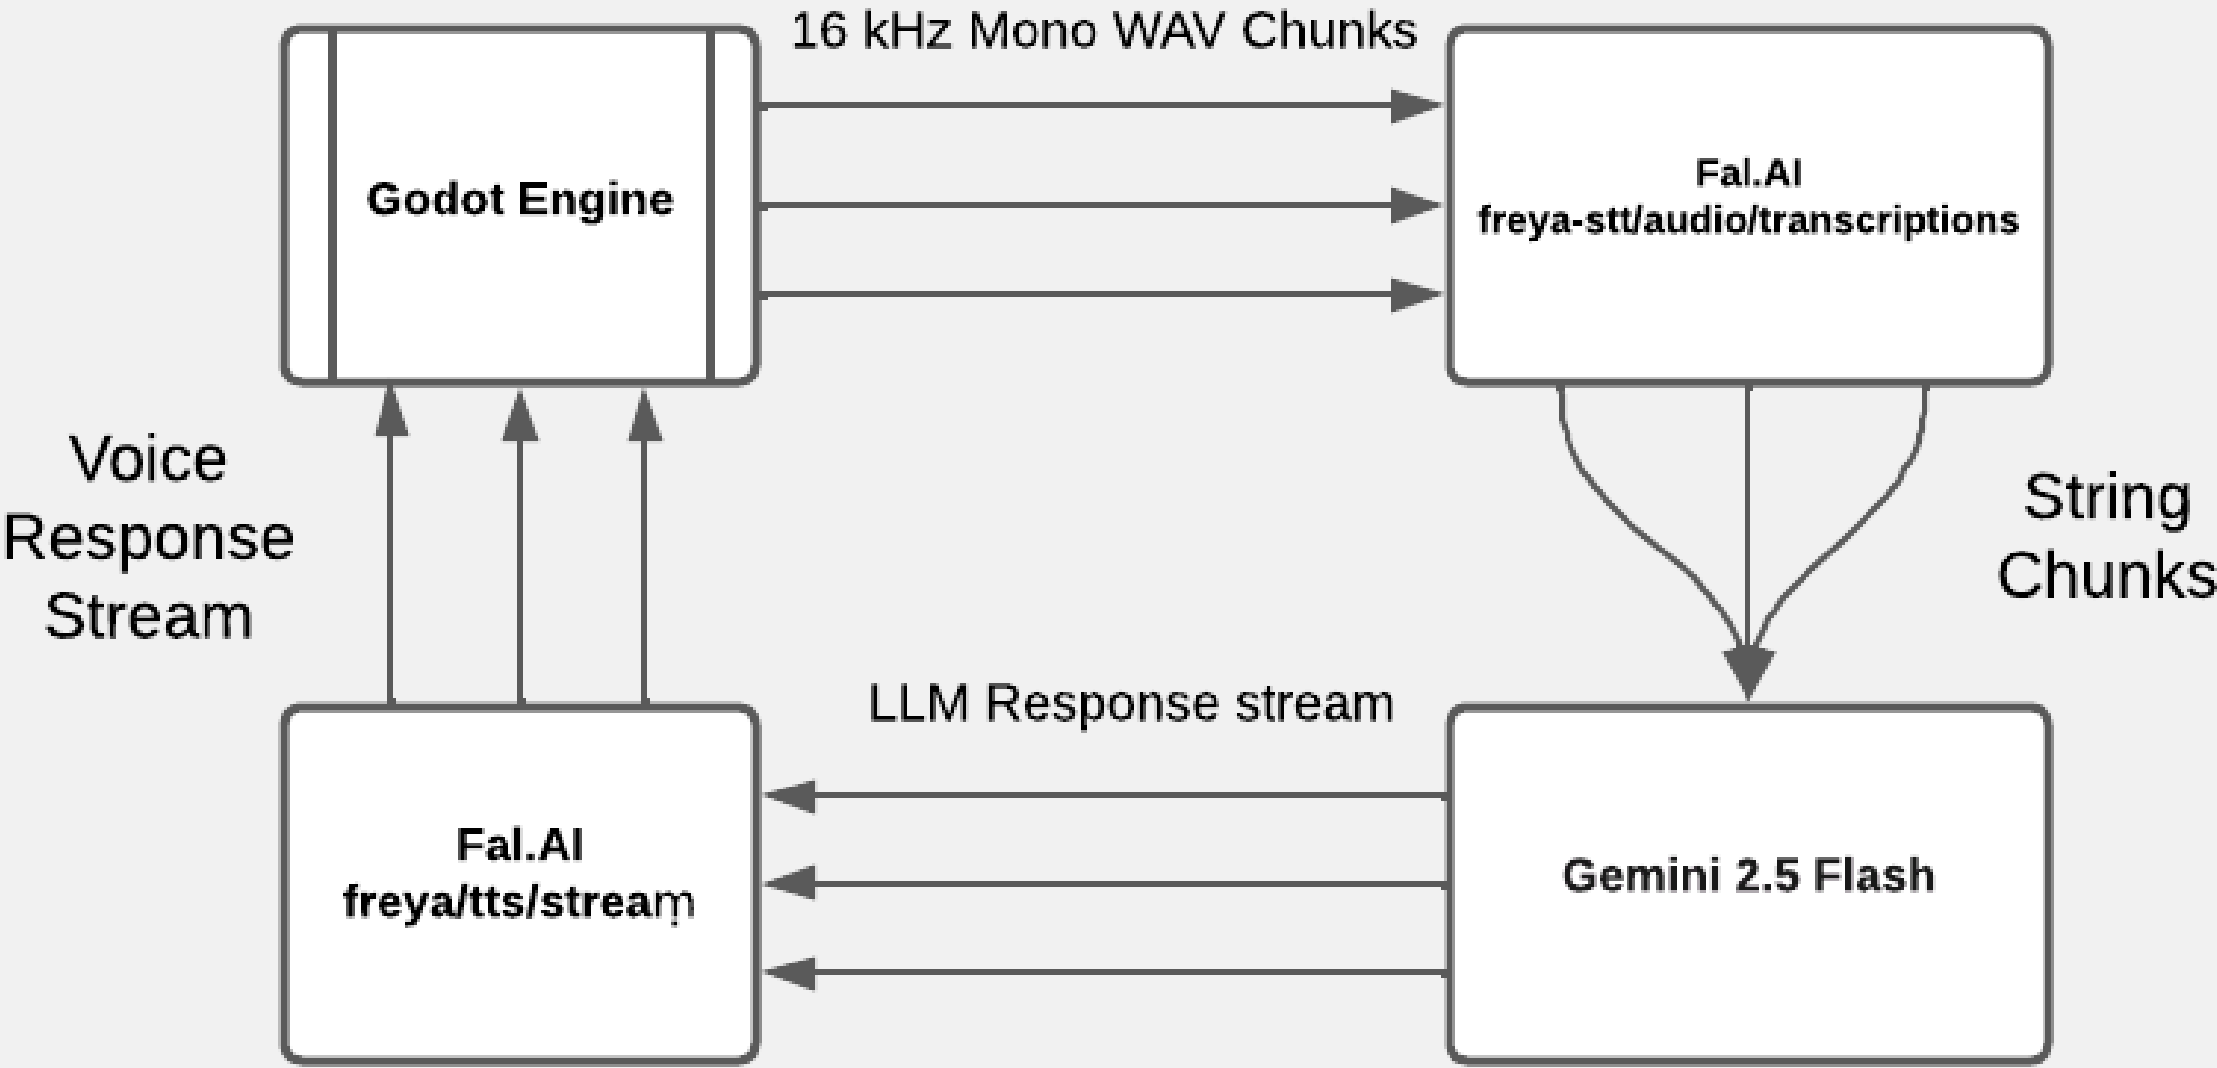 16 kHz Mono WAV Chunks
Godot Engine
Fal.AI
freya-stt/audio/transcriptions
Voice
Response
Stream
String
Chunks
LLM Response stream
Fal.AI
freya/tts/stream
Gemini 2.5 Flash